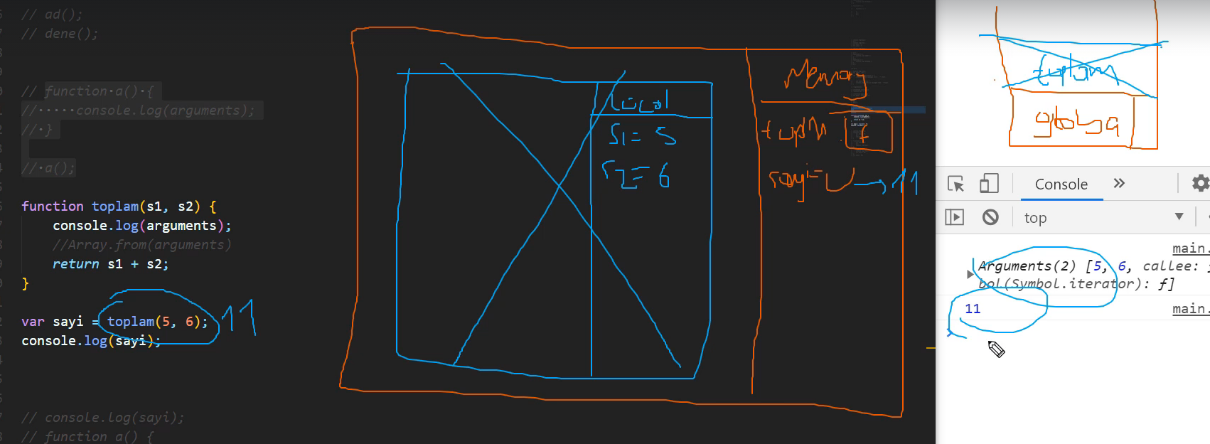 // ad();
// dene();
// function a() {
// console.log(arguments);
// }
// a();
function toplam(s1, s2) {
console.log(arguments);
//Array.from(arguments)
return s1 + s2;
}
var sayi = toplam(5, 6); 11
console.log(sayi);
// console.log(sayi);
// function a() {
Local
S1 = 5
S2 = 6
Memory
f
sayi = U → 11
toplam
Console
top
main.
Arguments(2) [5, 6, callee:
bol(Symbol.iterator): f]
11
main.